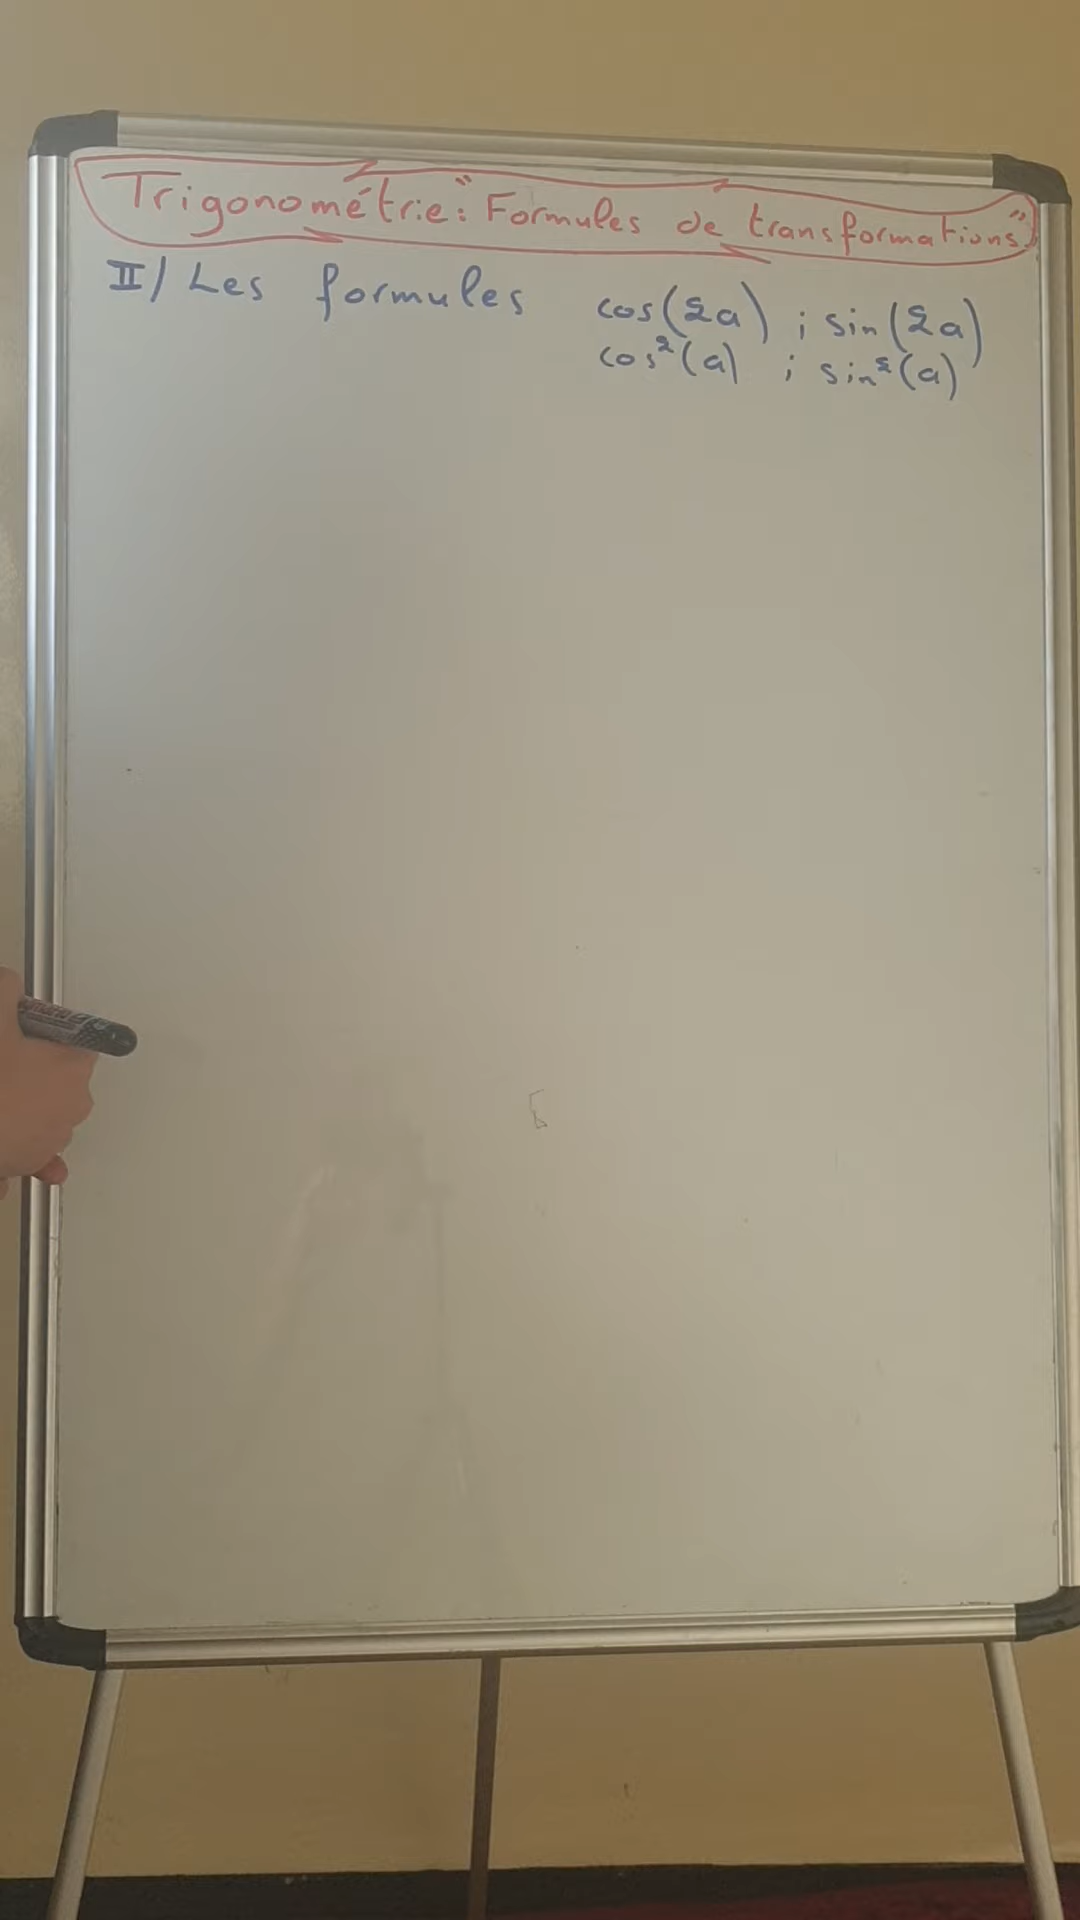 Trigonométrie: "Formules de transformations"
II/ Les formules cos(2a) ; sin(2a)
cos²(a) ; sin²(a)